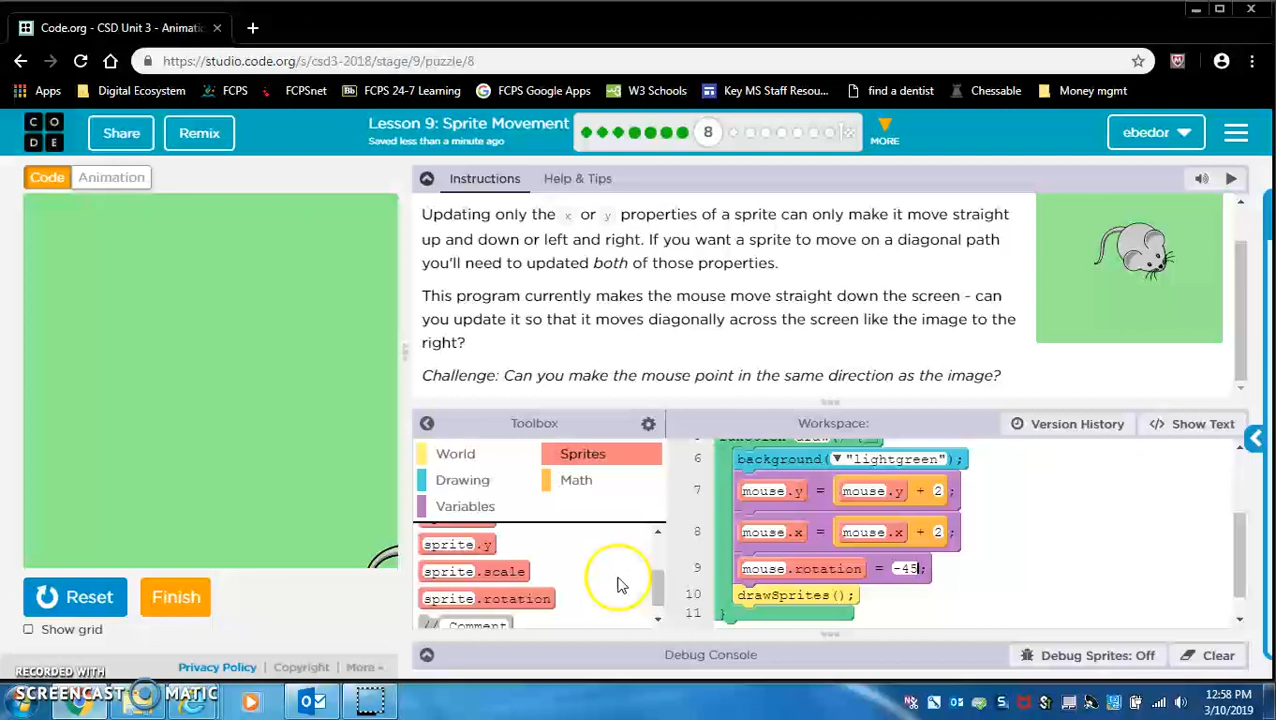 Code.org - CSD Unit 3 - Animatic
https://studio.code.org/s/csd3-2018/stage/9/puzzle/8
Apps Digital Ecosystem FCPS FCPSnet Bb FCPS 24-7 Learning G FCPS Google Apps W3 Schools Key MS Staff Resou... find a dentist Chessable Money mgmt
C O D E Share Remix Lesson 9: Sprite Movement 8 MORE ebedor
Saved less than a minute ago
Code Animation Instructions Help & Tips
Updating only the x or y properties of a sprite can only make it move straight
up and down or left and right. If you want a sprite to move on a diagonal path
you'll need to updated both of those properties.
This program currently makes the mouse move straight down the screen - can
you update it so that it moves diagonally across the screen like the image to the
right?
Challenge: Can you make the mouse point in the same direction as the image?
Toolbox Workspace: Version History </> Show Text
World Sprites
Drawing Math
Variables
sprite.y
sprite.scale
sprite.rotation
// Comment
6 background("lightgreen");
7 mouse.y = mouse.y + 2;
8 mouse.x = mouse.x + 2;
9 mouse.rotation = -45;
10 drawSprites();
11 }
Reset Finish
Show grid
Debug Console Debug Sprites: Off Clear
Privacy Policy Copyright More
RECORDED WITH
SCREENCAST MATIC
12:58 PM
3/10/2019